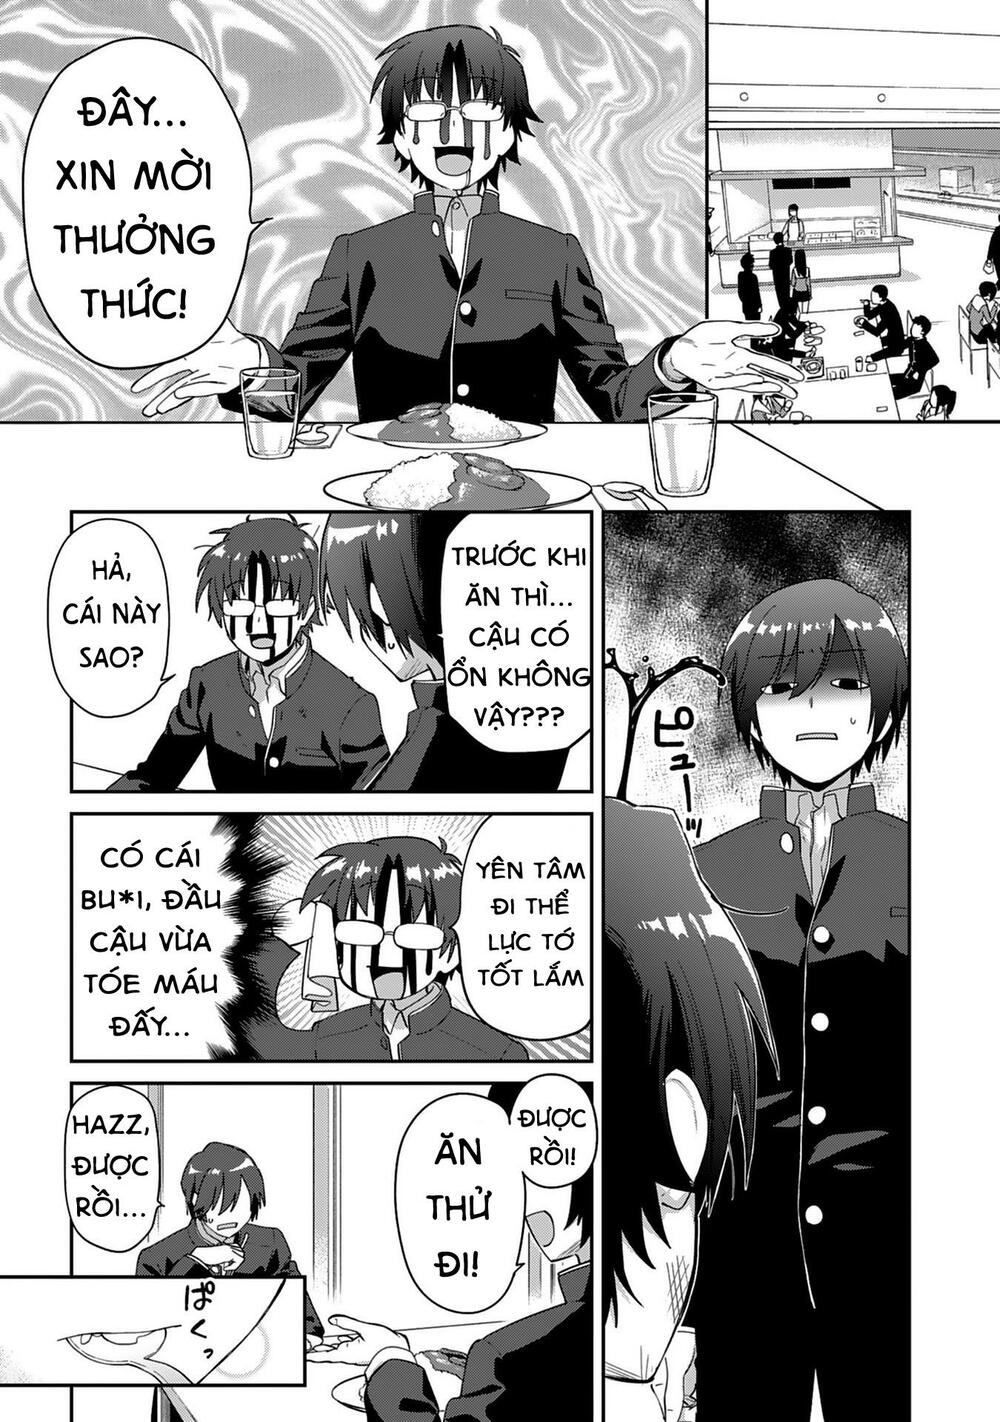 ĐÂY...
XIN MỜI
THƯỞNG
THỨC!
TRƯỚC KHI
ĂN THÌ...
CẬU CÓ
ỔN KHÔNG
VẬY???
HẢ,
CÁI NÀY
SAO?
ピューッ
YÊN TÂM
ĐI THỂ
LỰC TỚ
TỐT LẮM
CÓ CÁI
BU*I, ĐẦU
CẬU VỪA
TÓE MÁU
ĐẤY...
ĐƯỢC
RỒI!
ĂN
THỬ
ĐI!
HAZZ,
ĐƯỢC
RỒI...
ぱくっ